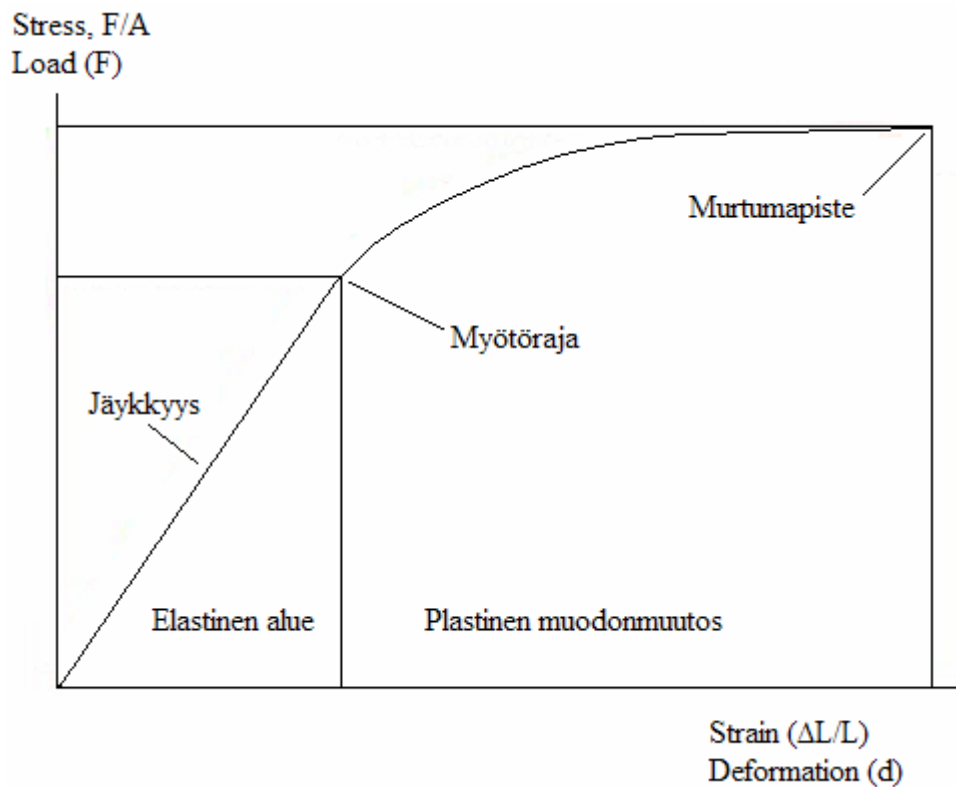 Stress, F/A
Load (F)
Murtumapiste
Myötöraja
Jäykkyys
Elastinen alue
Plastinen muodonmuutos
Strain (ΔL/L)
Deformation (d)